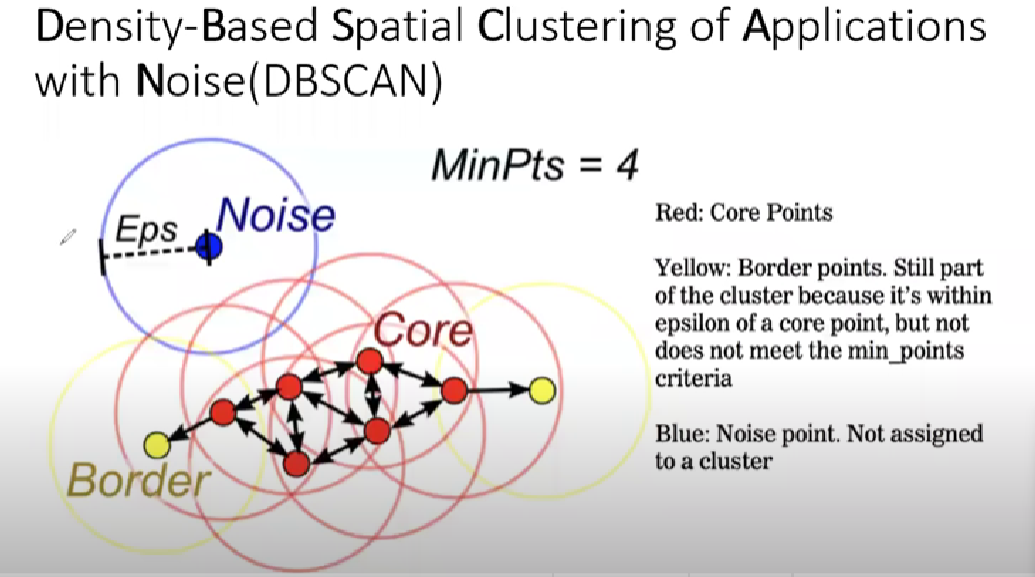 Density-Based Spatial Clustering of Applications
with Noise(DBSCAN)
MinPts = 4
Eps
Noise
Core
Border
Red: Core Points
Yellow: Border points. Still part
of the cluster because it's within
epsilon of a core point, but not
does not meet the min_points
criteria
Blue: Noise point. Not assigned
to a cluster